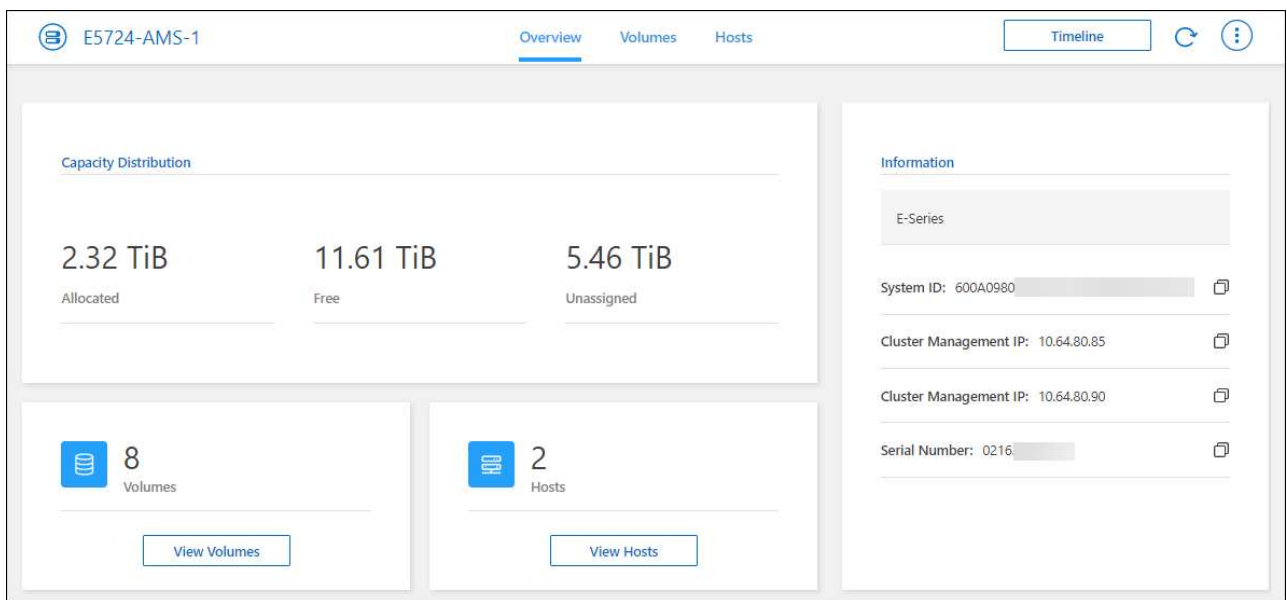 E5724-AMS-1
Overview Volumes Hosts
Timeline
Capacity Distribution
2.32 TiB 11.61 TiB 5.46 TiB
Allocated Free Unassigned
8
Volumes
View Volumes
2
Hosts
View Hosts
Information
E-Series
System ID: 600A0980
Cluster Management IP: 10.64.80.85
Cluster Management IP: 10.64.80.90
Serial Number: 0216